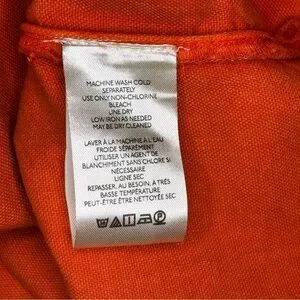 MACHINE WASH COLD
SEPARATELY
USE ONLY NON-CHLORINE
BLEACH
LINE DRY
LOW IRON AS NEEDED
MAY BE DRY CLEANED
LAVER À LA MACHINE À L'EAU
FROIDE SÉPARÉMENT
UTILISER UN AGENT DE
BLANCHIMENT SANS CHLORE SI
NÉCESSAIRE
LIGNE SEC
REPASSER, AU BESOIN, À TRÈS
BASSE TEMPÉRATURE
PEUT-ÊTRE ÊTRE NETTOYÉE SEC